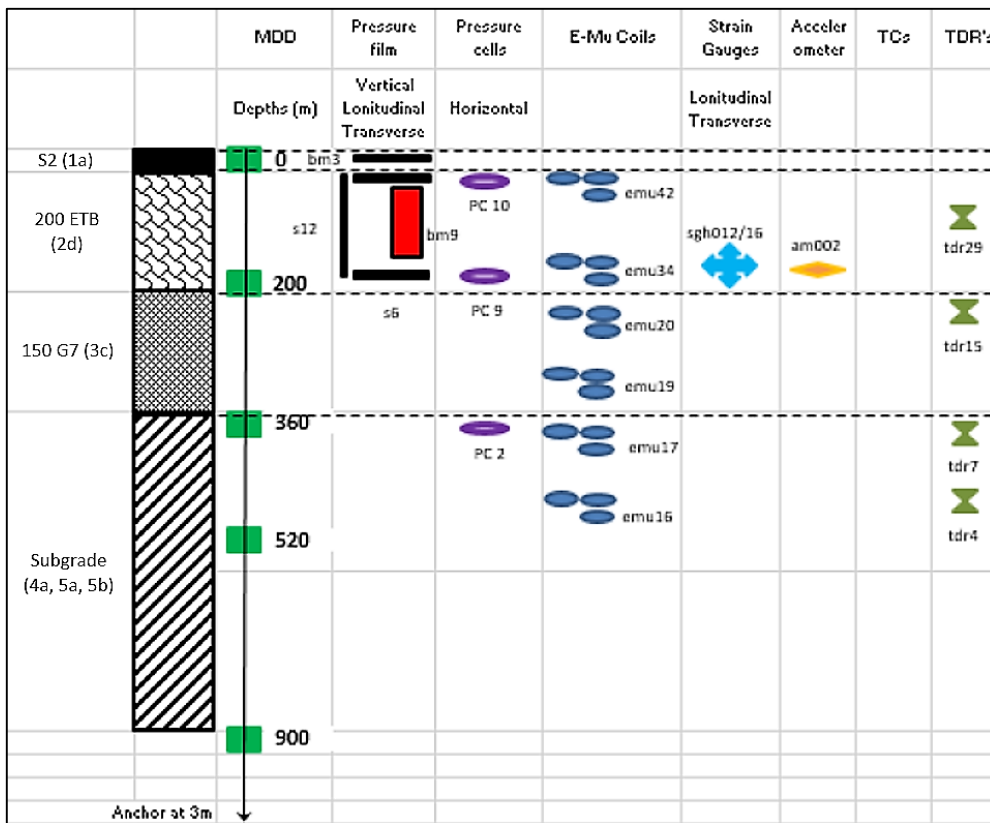 MDD
Pressure film
Pressure cells
E-Mu Coils
Strain Gauges
Acceler ometer
TCs
TDR's
Depths (m)
Vertical
Lonitudinal
Transverse
Horizontal
Lonitudinal
Transverse
S2 (1a)
0
bm3
200 ETB
(2d)
s12
bm9
PC 10
emu42
sgh012/16
am002
tdr29
200
s6
PC 9
emu34
150 G7 (3c)
emu20
tdr15
emu19
360
PC 2
emu17
tdr7
emu16
tdr4
520
Subgrade
(4a, 5a, 5b)
900
Anchor at 3m